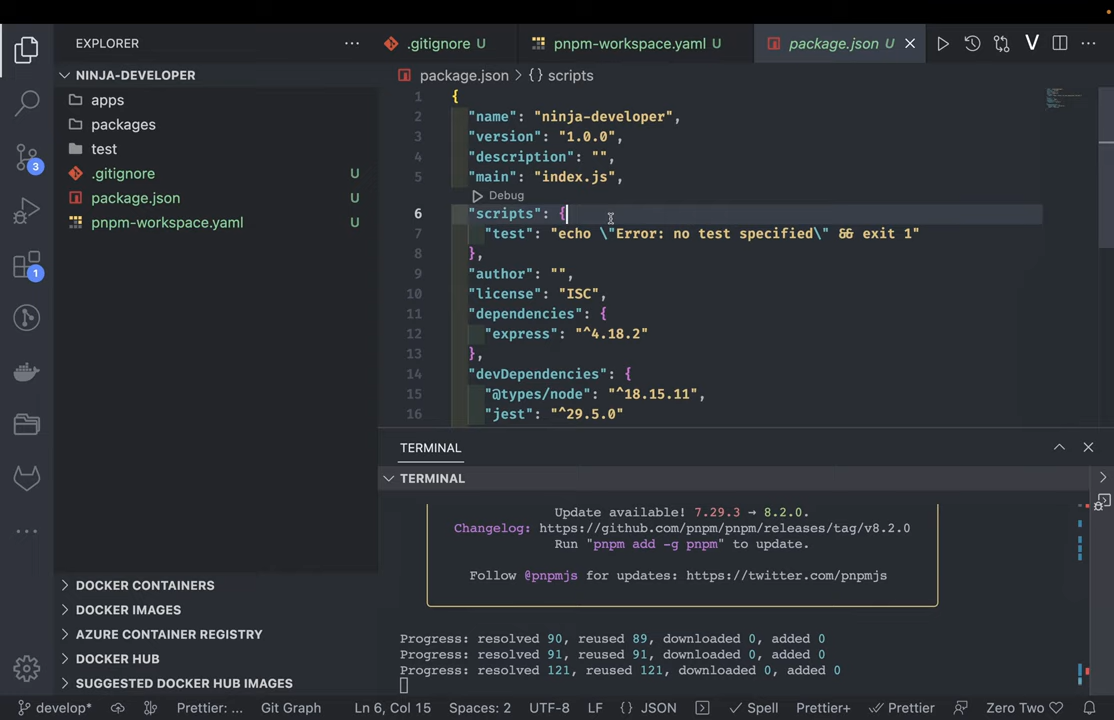 EXPLORER
NINJA-DEVELOPER
apps
packages
test
.gitignore U
package.json U
pnpm-workspace.yaml U
DOCKER CONTAINERS
DOCKER IMAGES
AZURE CONTAINER REGISTRY
DOCKER HUB
SUGGESTED DOCKER HUB IMAGES
3
1
.gitignore U
pnpm-workspace.yaml U
package.json U
package.json > {} scripts
1 {
2 "name": "ninja-developer",
3 "version": "1.0.0",
4 "description": "",
5 "main": "index.js",
Debug
6 "scripts": {
7 "test": "echo \"Error: no test specified\" && exit 1"
8 },
9 "author": "",
10 "license": "ISC",
11 "dependencies": {
12 "express": "^4.18.2"
13 },
14 "devDependencies": {
15 "@types/node": "^18.15.11",
16 "jest": "^29.5.0"
TERMINAL
TERMINAL
Update available! 7.29.3 → 8.2.0.
Changelog: https://github.com/pnpm/pnpm/releases/tag/v8.2.0
Run "pnpm add -g pnpm" to update.
Follow @pnpmjs for updates: https://twitter.com/pnpmjs
Progress: resolved 90, reused 89, downloaded 0, added 0
Progress: resolved 91, reused 91, downloaded 0, added 0
Progress: resolved 121, reused 121, downloaded 0, added 0
develop* Git Graph Prettier: ... Ln 6, Col 15 Spaces: 2 UTF-8 LF {} JSON Spell Prettier+ Prettier Zero Two